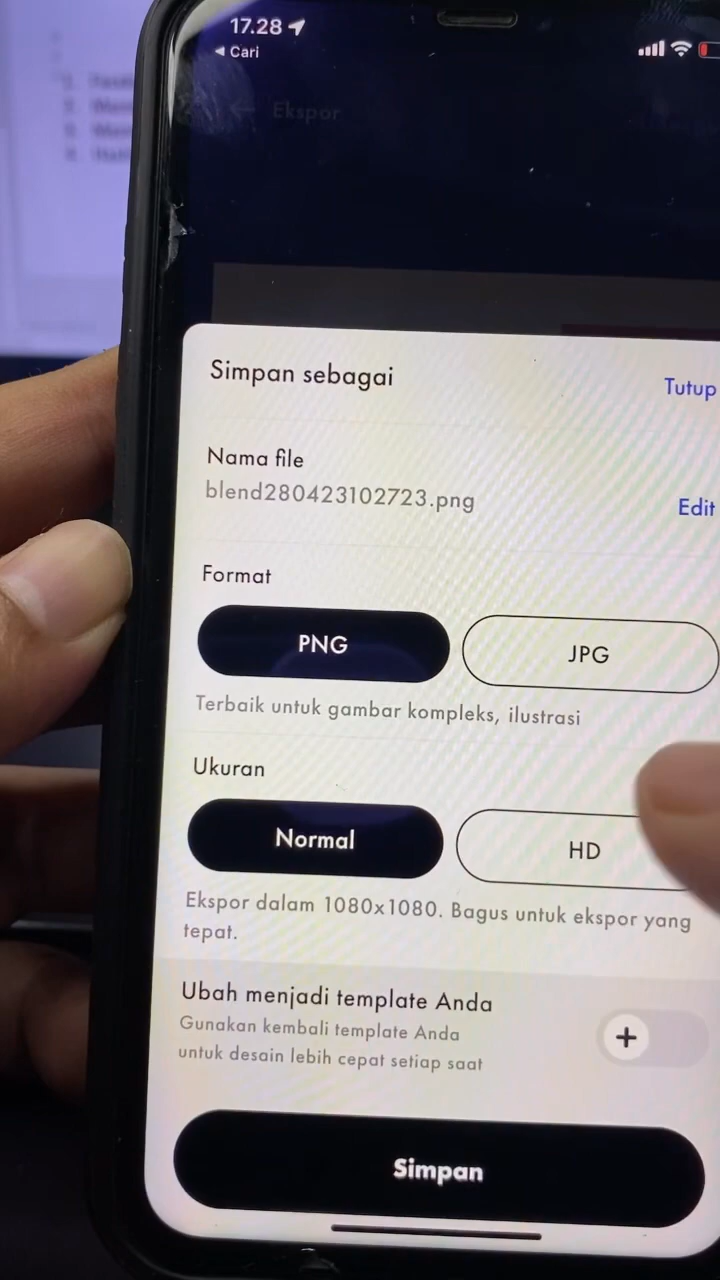 17.28
Cari
Ekspor
Simpan sebagai
Tutup
Nama file
blend280423102723.png
Edit
Format
PNG
JPG
Terbaik untuk gambar kompleks, ilustrasi
Ukuran
Normal
HD
Ekspor dalam 1080x1080. Bagus untuk ekspor yang
tepat.
Ubah menjadi template Anda
Gunakan kembali template Anda
untuk desain lebih cepat setiap saat
Simpan